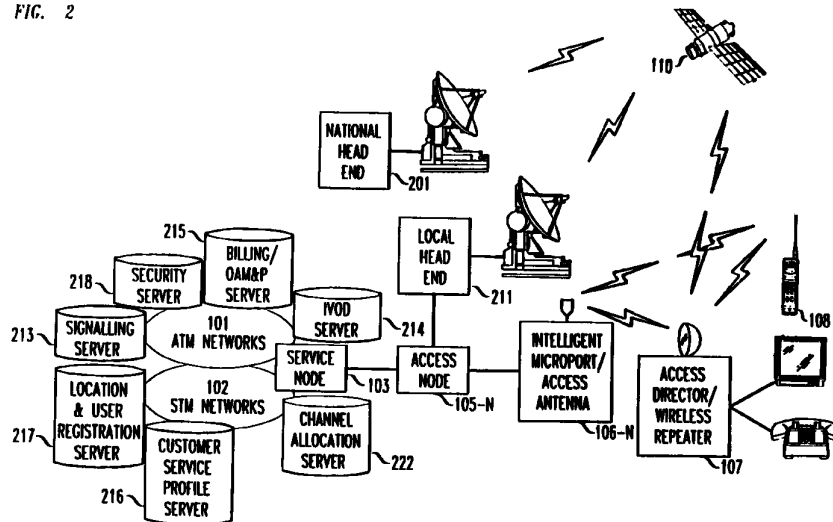 FIG. 2
110
NATIONAL
HEAD
END
201
215
BILLING/
OAM&P
SERVER
LOCAL
HEAD
END
211
218
SECURITY
SERVER
213
SIGNALLING
SERVER
101
ATM NETWORKS
IVOD
SERVER
214
SERVICE
NODE
103
ACCESS
NODE
105-N
INTELLIGENT
MICROPORT/
ACCESS
ANTENNA
106-N
108
ACCESS
DIRECTOR/
WIRELESS
REPEATER
107
102
STM NETWORKS
LOCATION
& USER
REGISTRATION
SERVER
217
CUSTOMER
SERVICE
PROFILE
SERVER
216
CHANNEL
ALLOCATION
SERVER
222